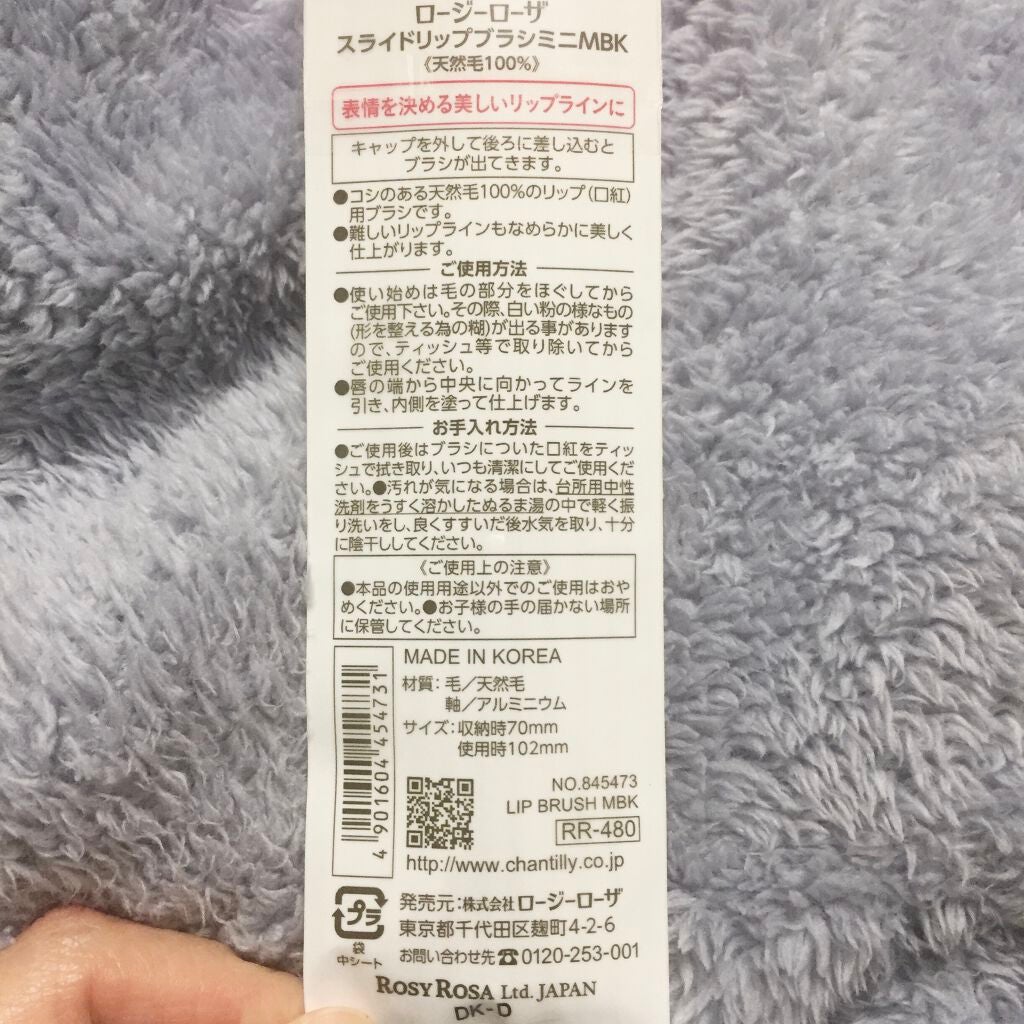 ロージーローザ
スライドリップブラシミニMBK
《天然毛100%》
表情を決める美しいリップラインに
キャップを外して後ろに差し込むと
ブラシが出てきます。
●コシのある天然毛100%のリップ(口紅)
用ブラシです。
●難しいリップラインもなめらかに美しく
仕上がります。
ご使用方法
●使い始めは毛の部分をほぐしてから
ご使用下さい。その際、白い粉の様なもの
(形を整える為の糊)が出る事があります
ので、ティッシュ等で取り除いてから
ご使用ください。
●唇の端から中央に向かってラインを
引き、内側を塗って仕上げます。
お手入れ方法
●ご使用後はブラシについた口紅をティ
ッシュで拭き取り、いつも清潔にしてご使用くだ
さい。●汚れが気になる場合は、台所用中性
洗剤をうすく溶かしたぬるま湯の中で軽く振
り洗いをし、良くすすいだ後水気を取り、十分
に陰干ししてください。
《ご使用上の注意》
●本品の使用用途以外でのご使用はおや
めください。●お子様の手の届かない場所
に保管してください。
MADE IN KOREA
材質:毛/天然毛
軸/アルミニウム
サイズ:収納時70mm
使用時102mm
4 901604 454731
NO.845473
LIP BRUSH MBK
RR-480
http://www.chantilly.co.jp
プラ
袋
中シート
発売元:株式会社ロージーローザ
東京都千代田区麹町4-2-6
お問い合わせ先☎0120-253-001
ROSY ROSA Ltd. JAPAN
DK-D